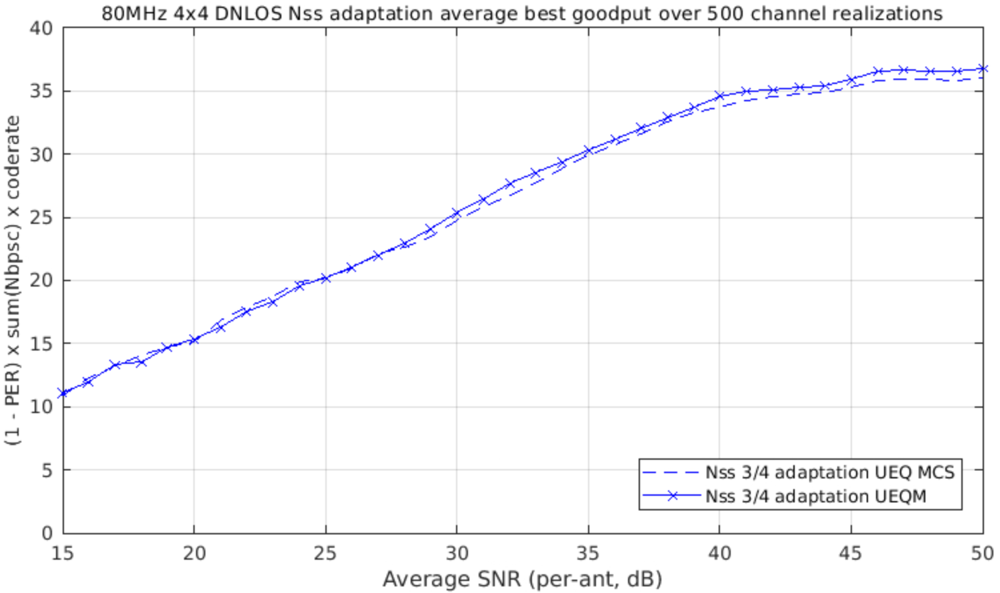 80MHz 4x4 DNLOS Nss adaptation average best goodput over 500 channel realizations
(1 - PER) x sum(Nbpsc) x coderate
40
35
30
25
20
15
10
5
0
15 20 25 30 35 40 45 50
Average SNR (per-ant, dB)
Nss 3/4 adaptation UEQ MCS
Nss 3/4 adaptation UEQM